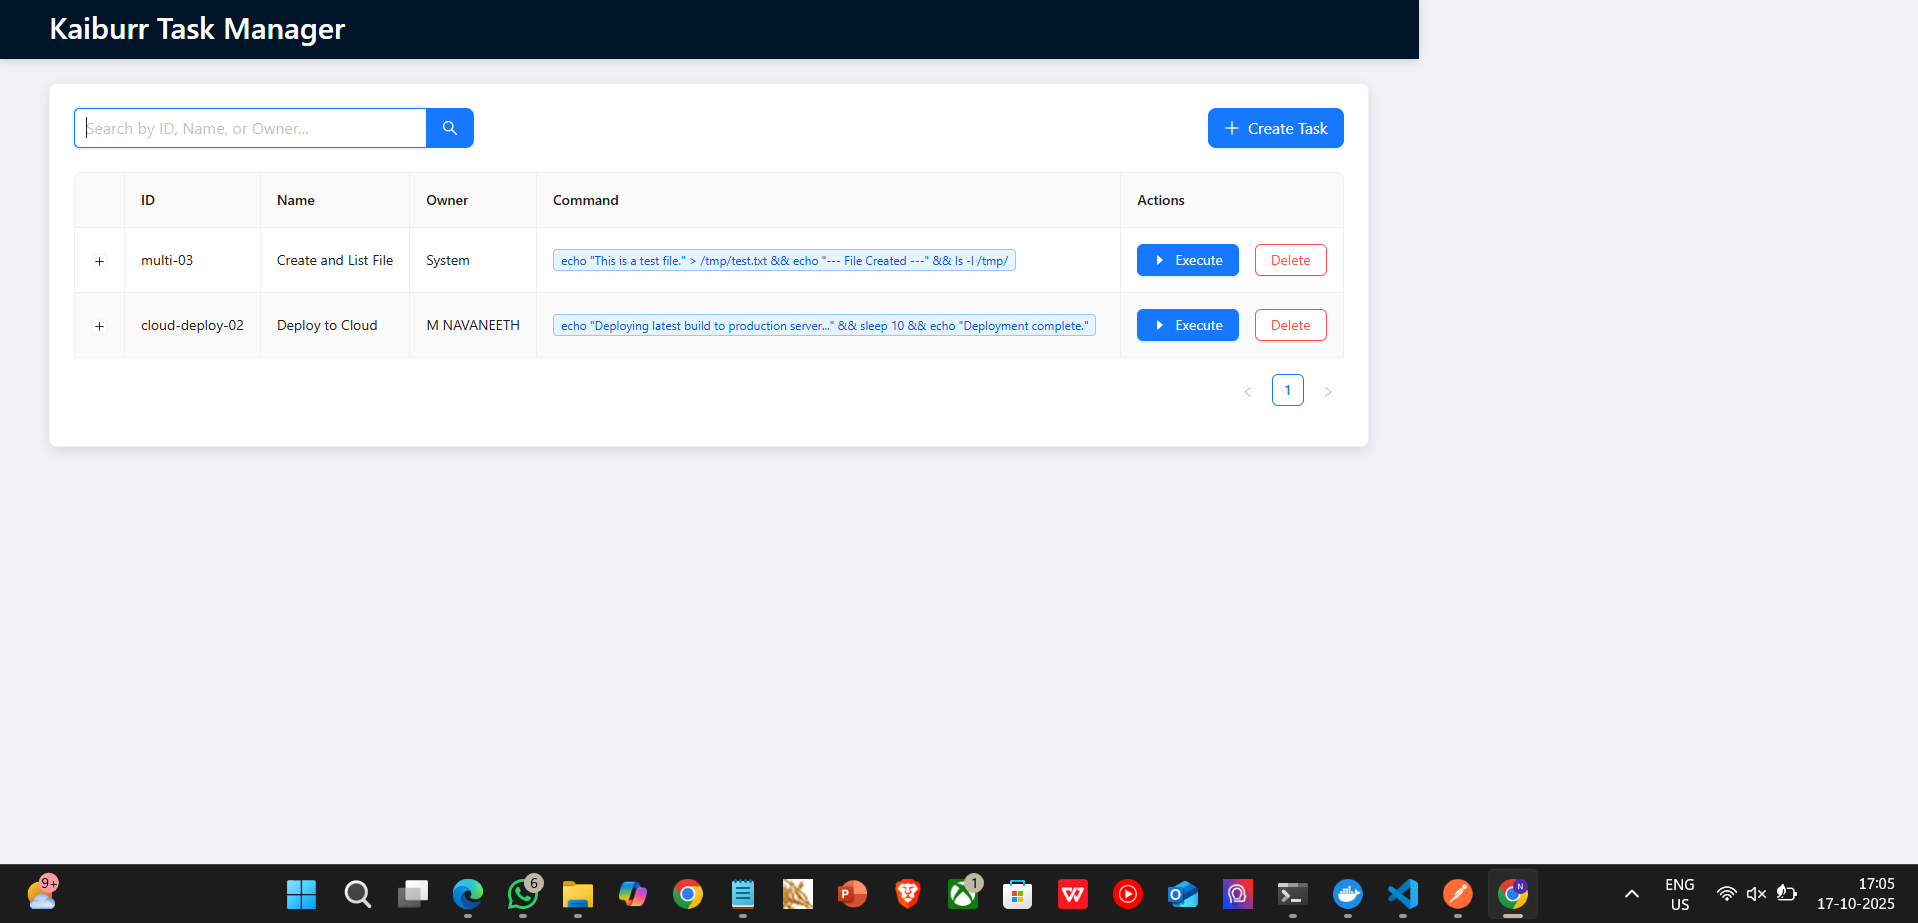 Kaiburr Task Manager
Search by ID, Name, or Owner...
Create Task
ID Name Owner Command Actions
multi-03 Create and List File System echo "This is a test file." > /tmp/test.txt && echo "--- File Created ---" && ls -l /tmp/ Execute Delete
cloud-deploy-02 Deploy to Cloud M NAVANEETH echo "Deploying latest build to production server..." && sleep 10 && echo "Deployment complete." Execute Delete
< 1 >
9+
6
P
1
W
O
N
ENG
US
17:05
17-10-2025